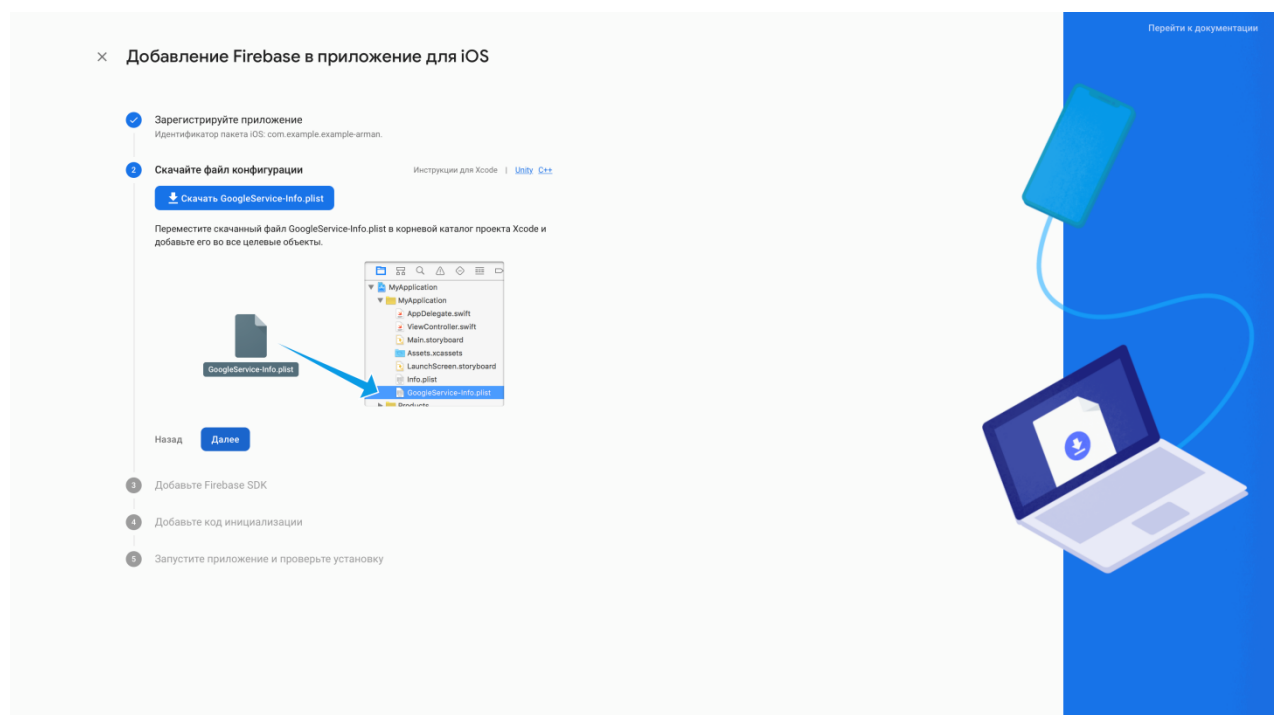 Перейти к документации
Добавление Firebase в приложение для iOS
Зарегистрируйте приложение
Идентификатор пакета iOS: com.example.example-arman.
2 Скачайте файл конфигурации
Инструкции для Xcode | Unity C++
Скачать GoogleService-Info.plist
Переместите скачанный файл GoogleService-Info.plist в корневой каталог проекта Xcode и
добавьте его во все целевые объекты.
MyApplication
MyApplication
AppDelegate.swift
ViewController.swift
Main.storyboard
Assets.xcassets
LaunchScreen.storyboard
Info.plist
GoogleService-Info.plist
Products
GoogleService-Info.plist
Назад Далее
3 Добавьте Firebase SDK
4 Добавьте код инициализации
5 Запустите приложение и проверьте установку